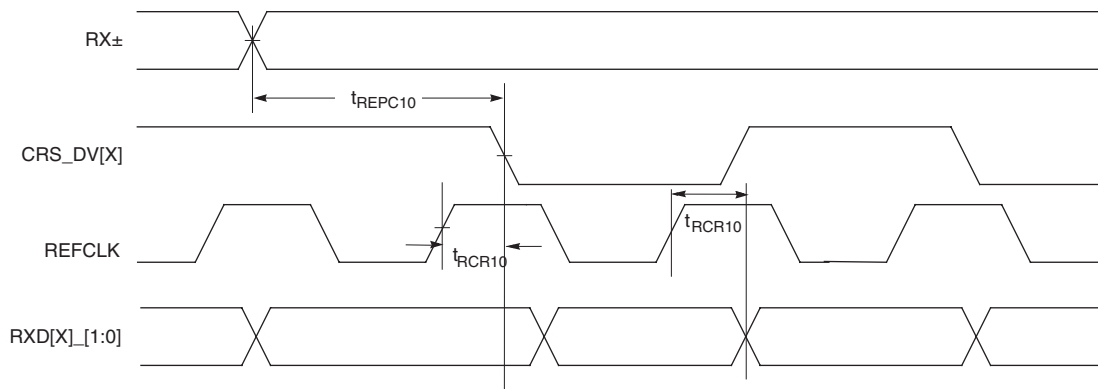 RX±
tREPC10
CRS_DV[X]
tRCR10
REFCLK
tRCR10
RXD[X]_[1:0]